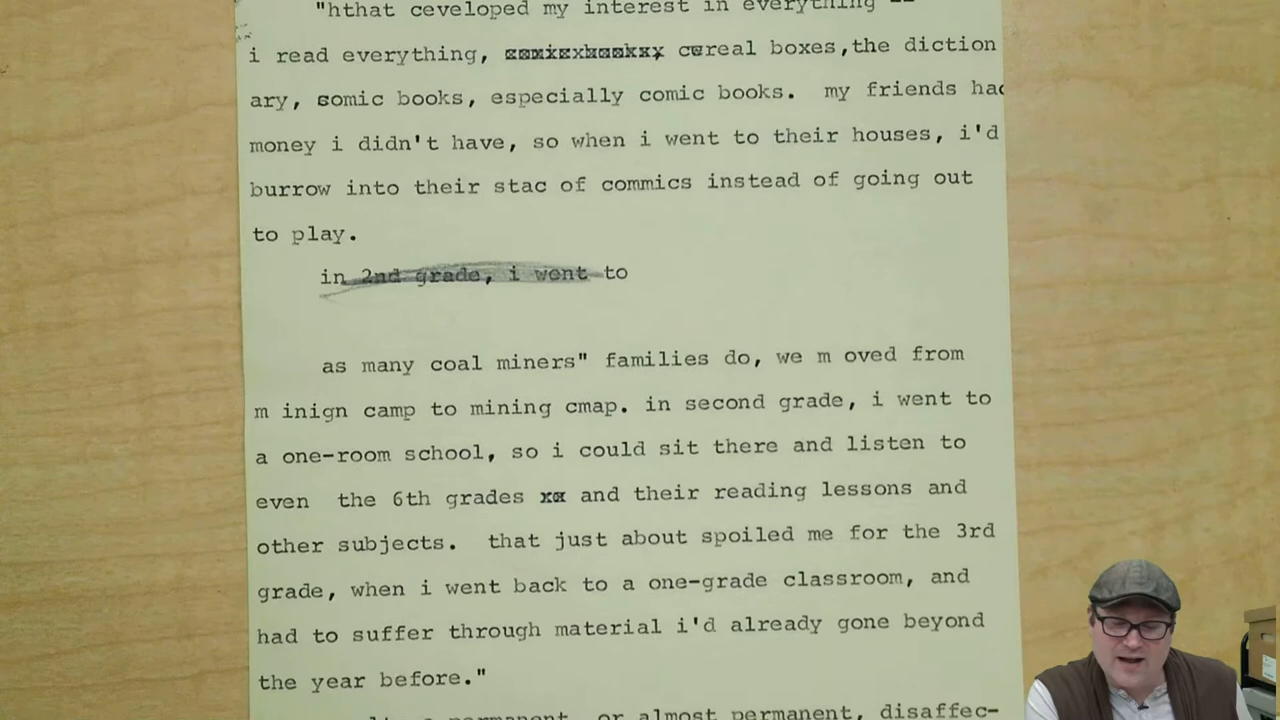 "hthat ceveloped my interest in everything --
i read everything, cereal boxes,the diction
ary, somic books, especially comic books.  my friends had
money i didn't have, so when i went to their houses, i'd
burrow into their stac of commics instead of going out
to play.
in 2nd grade, i went to
as many coal miners" families do, we m oved from
m inign camp to mining cmap. in second grade, i went to
a one-room school, so i could sit there and listen to
even  the 6th grades xx and their reading lessons and
other subjects.  that just about spoiled me for the 3rd
grade, when i went back to a one-grade classroom, and
had to suffer through material i'd already gone beyond
the year before."
permanent, or almost permanent, disaffec-